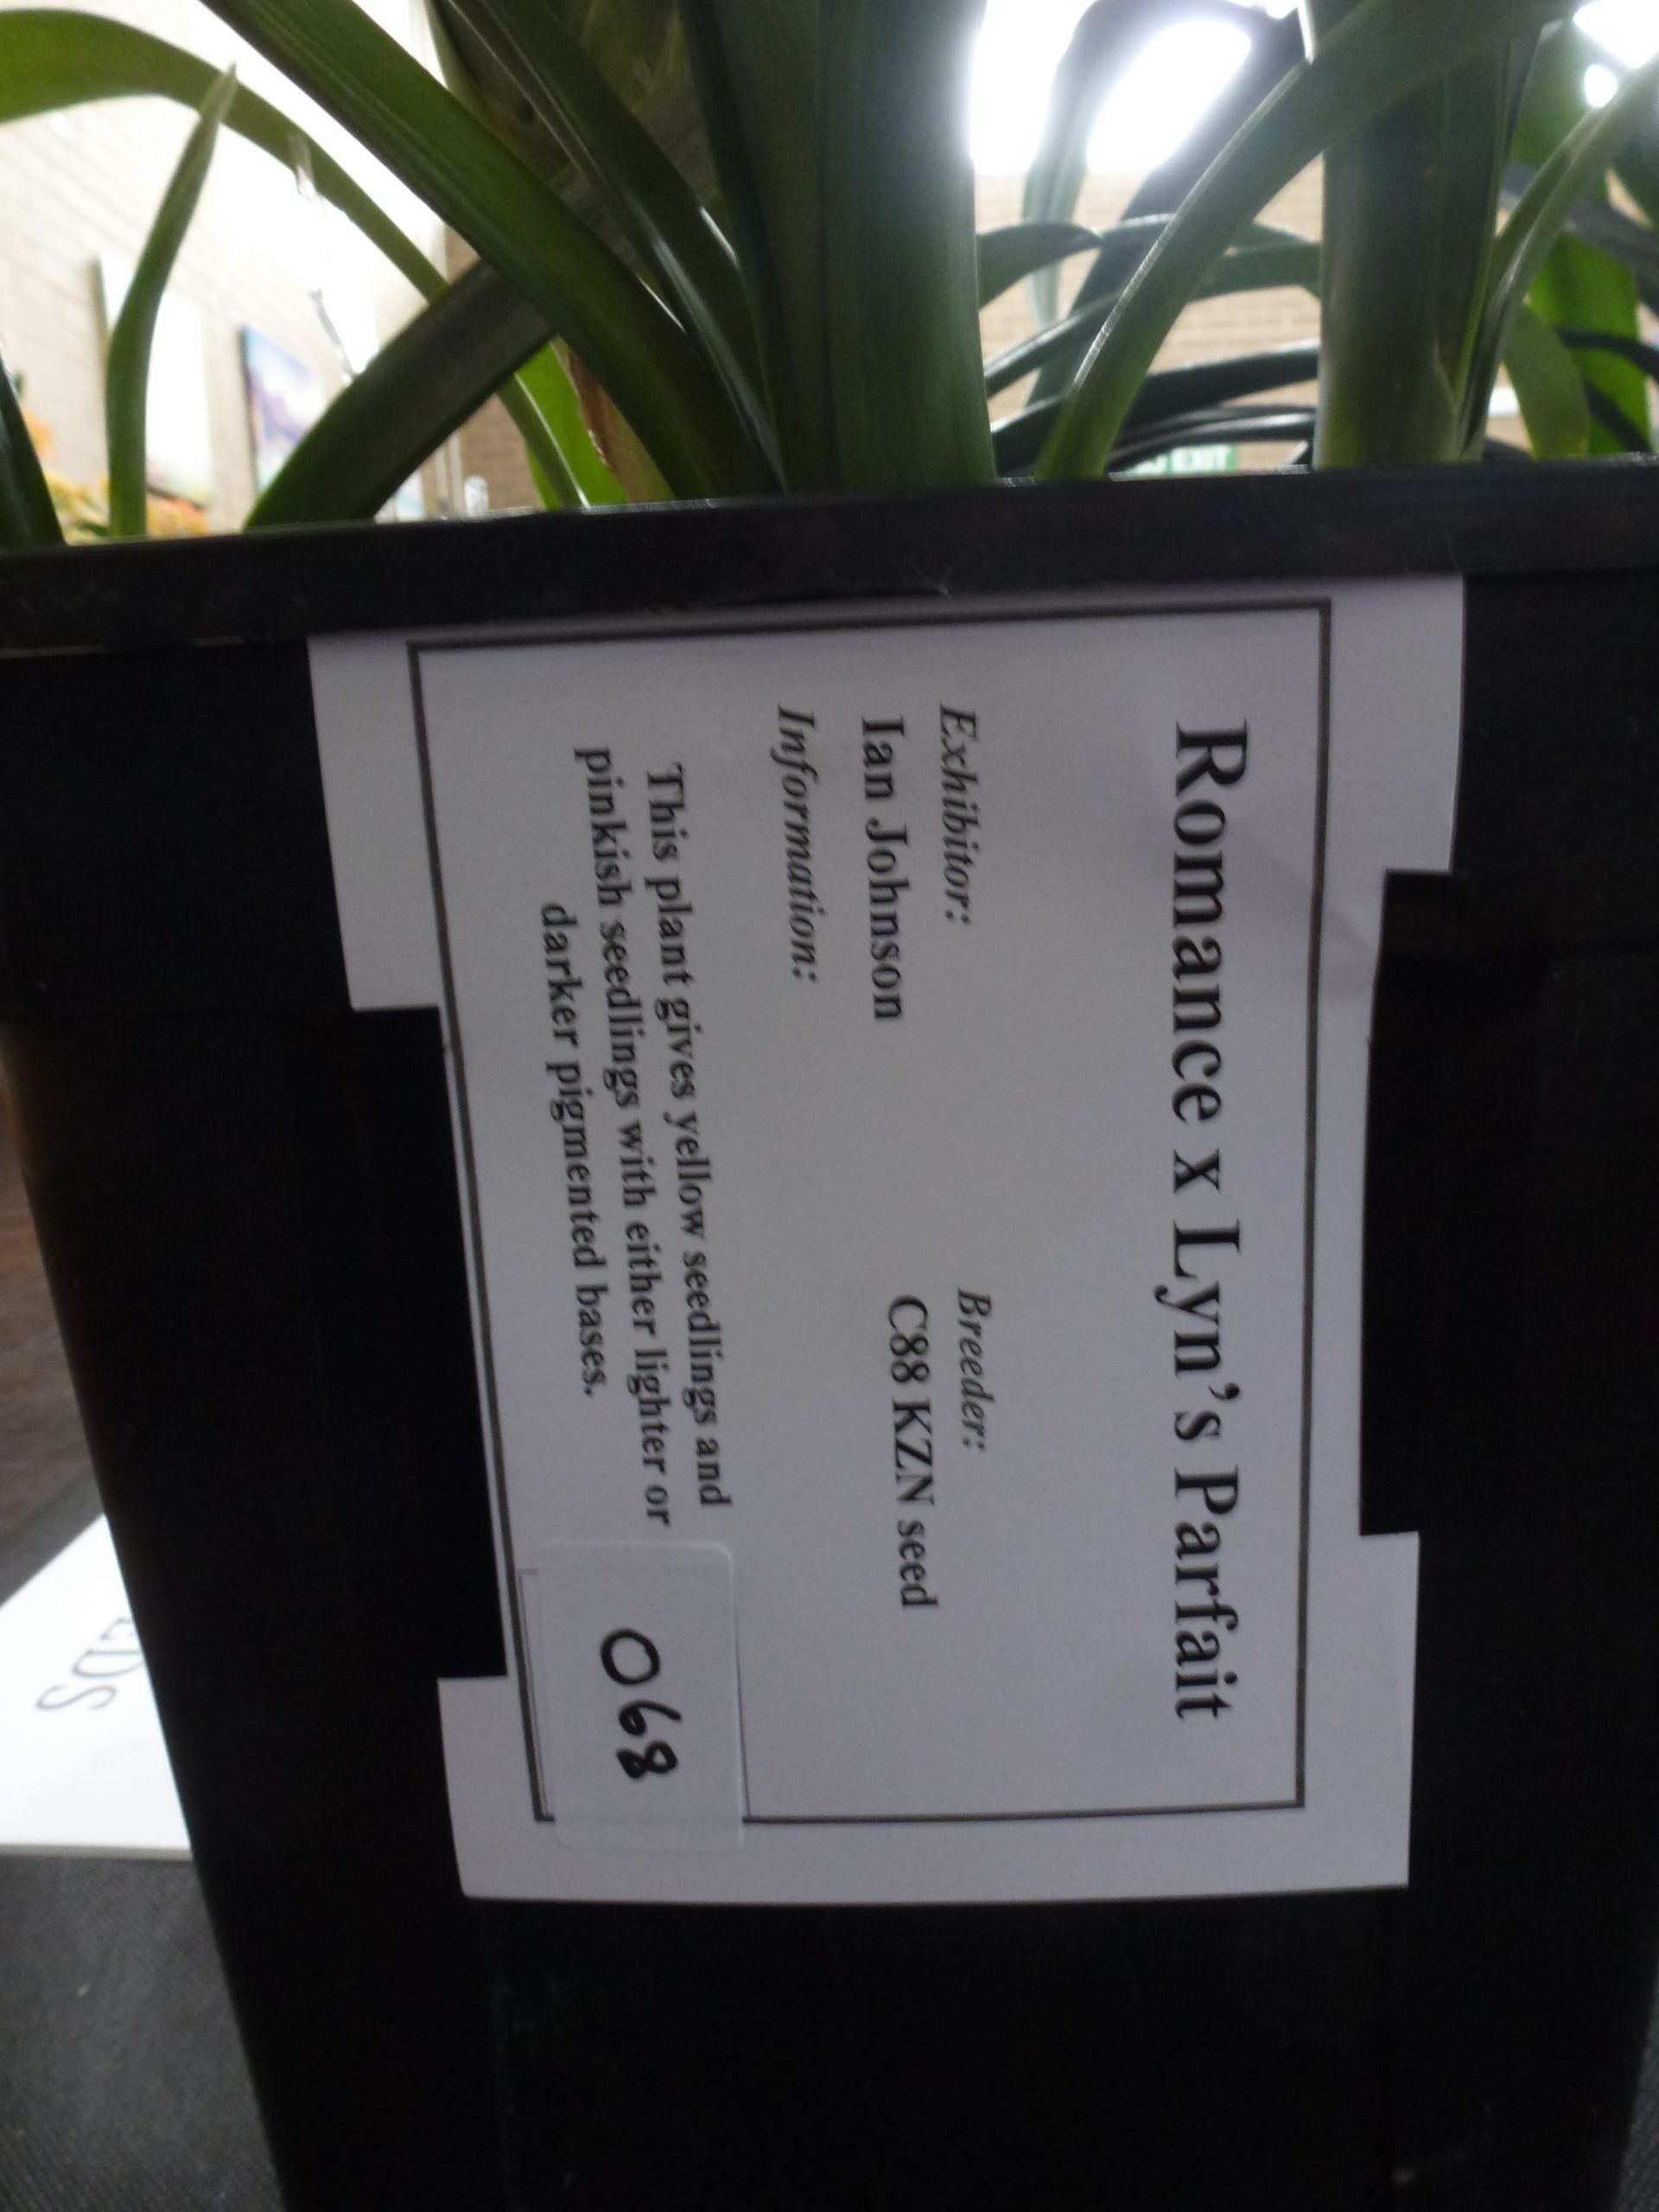 Romance x Lyn's Parfait
Exhibitor:
Breeder:
Ian Johnson
C88 KZN seed
Information:
This plant gives yellow seedlings and
pinkish seedlings with either lighter or
darker pigmented bases.
068
EXIT